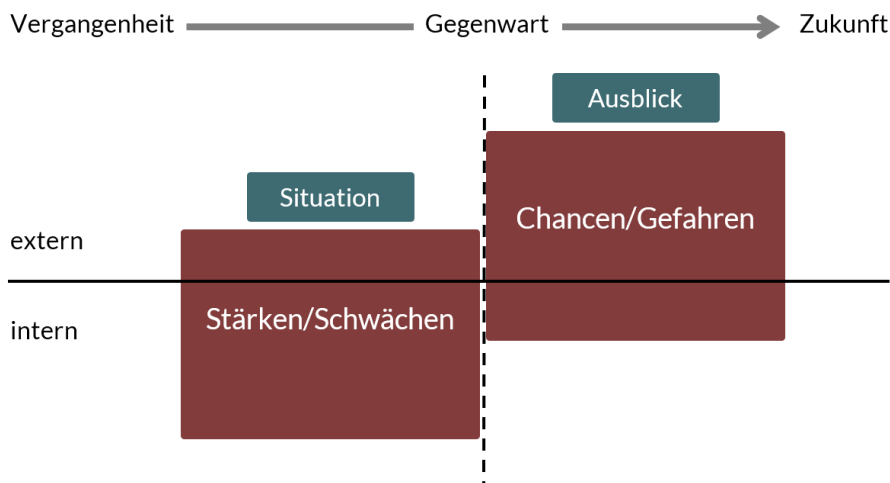 Vergangenheit Gegenwart Zukunft
Ausblick
Situation
Chancen/Gefahren
extern
Stärken/Schwächen
intern